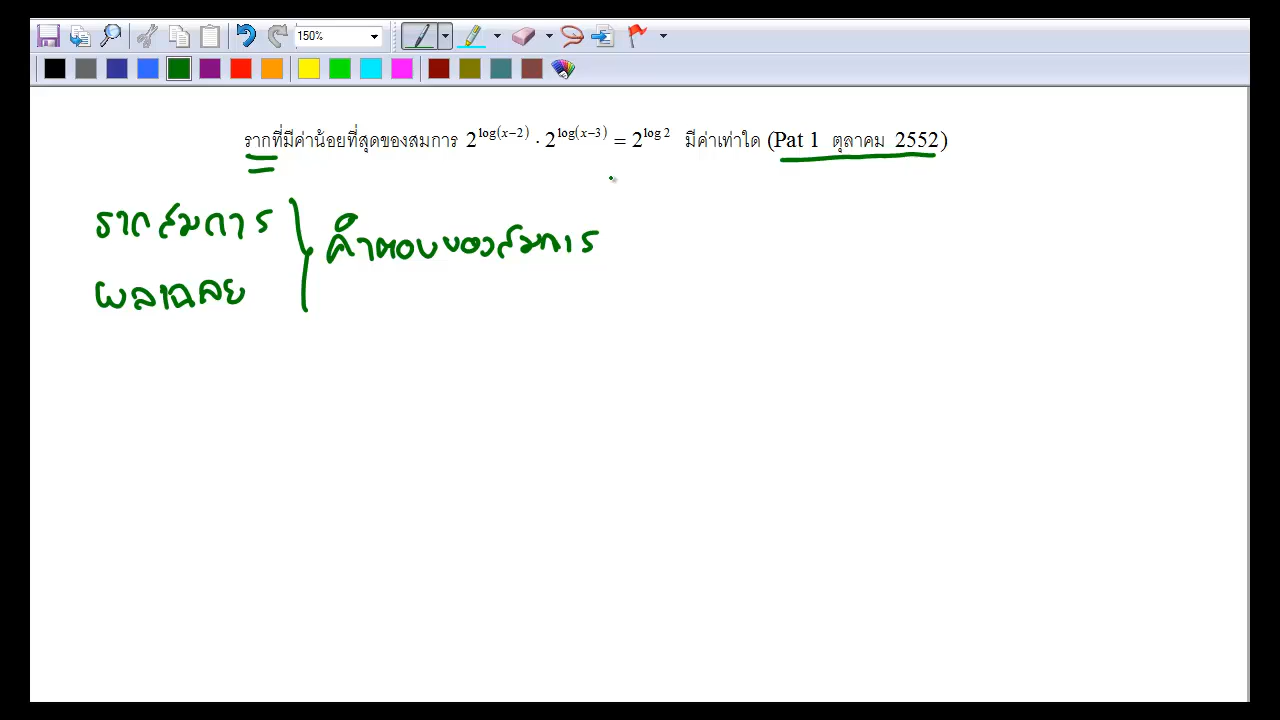 150%
รากที่มีค่าน้อยที่สุดของสมการ 2^{log(x−2)} · 2^{log(x−3)} = 2^{log 2} มีค่าเท่าใด (Pat 1 ตุลาคม 2552)
รากสมการ
คำตอบของสมการ
ผลเฉลย